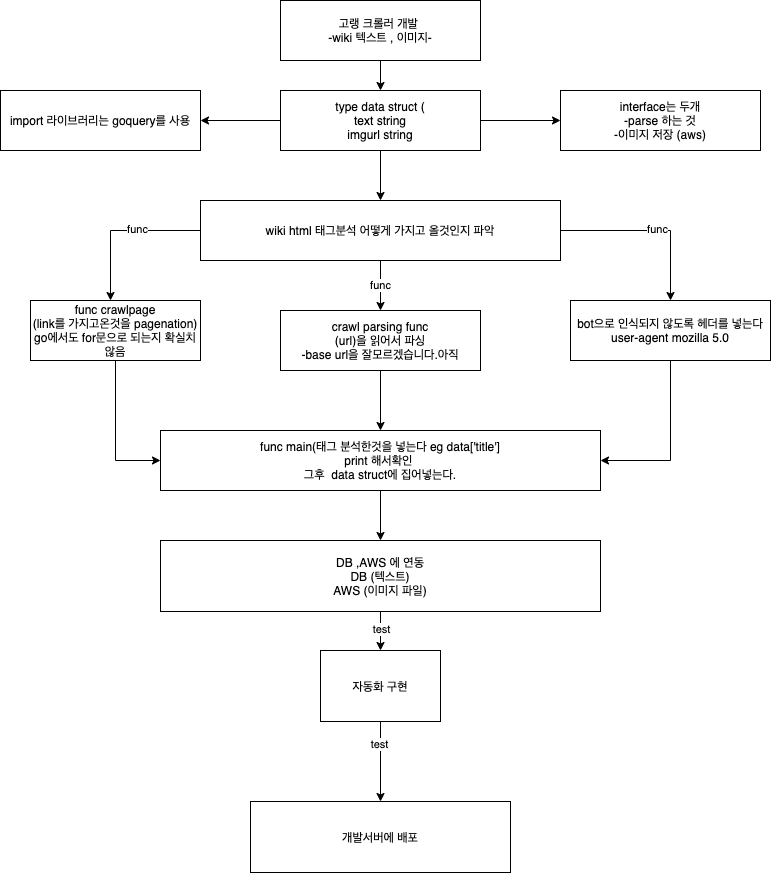 고랭 크롤러 개발
-wiki 텍스트 , 이미지-
import 라이브러리는 goquery를 사용
type data struct (
text string
imgurl string
interface는 두개
-parse 하는 것
-이미지 저장 (aws)
wiki html 태그분석 어떻게 가지고 올것인지 파악
func
func
func
func crawlpage
(link를 가지고온것을 pagenation)
go에서도 for문으로 되는지 확실치
않음
crawl parsing func
(url)을 읽어서 파싱
-base url을 잘모르겠습니다.아직
bot으로 인식되지 않도록 헤더를 넣는다
user-agent mozilla 5.0
func main(태그 분석한것을 넣는다 eg data['title']
print 해서확인
그후 data struct에 집어넣는다.
DB ,AWS 에 연동
DB (텍스트)
AWS (이미지 파일)
test
자동화 구현
test
개발서버에 배포